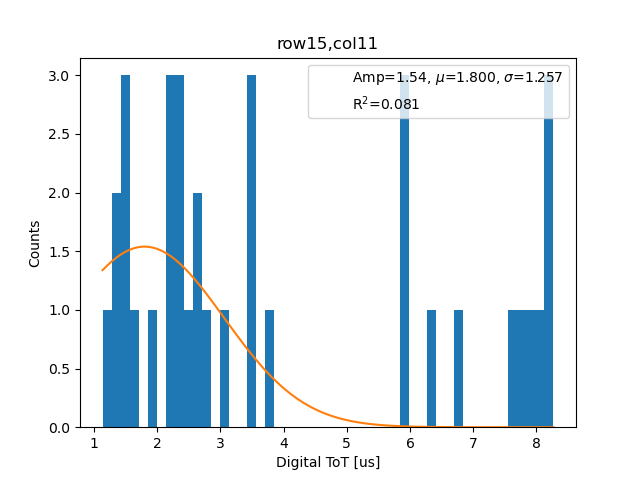 row15,col11
Amp=1.54, μ=1.800, σ=1.257
R²=0.081
3.0
2.5
2.0
1.5
1.0
0.5
0.0
Counts
1 2 3 4 5 6 7 8
Digital ToT [us]